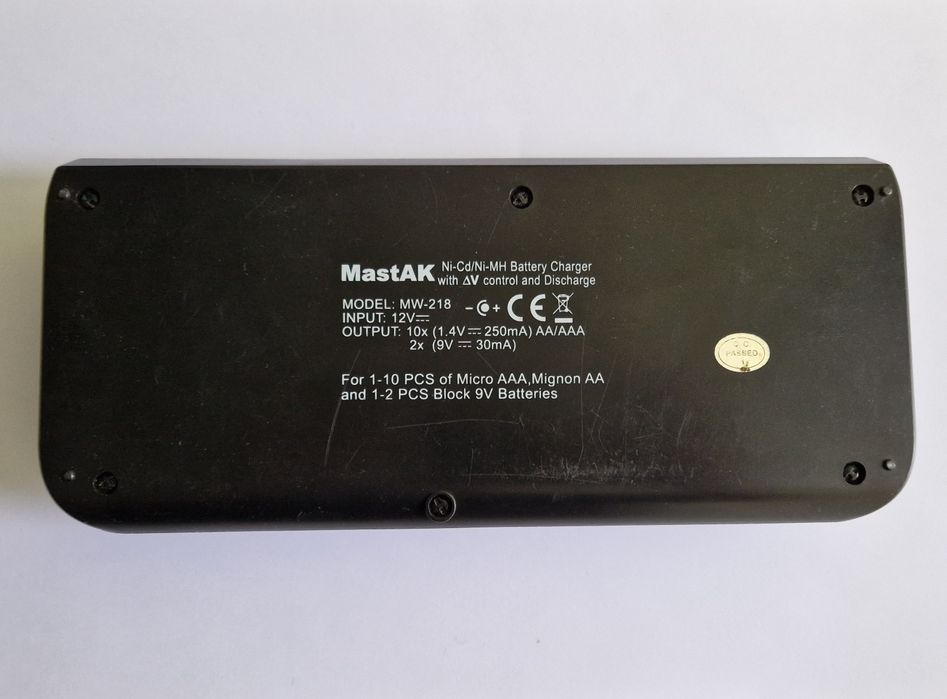 MastAK Ni-Cd/Ni-MH Battery Charger
with ΔV control and Discharge
MODEL: MW-218 - + CE
INPUT: 12V⎓
OUTPUT: 10x (1.4V ⎓ 250mA) AA/AAA
2x (9V ⎓ 30mA)
For 1-10 PCS of Micro AAA,Mignon AA
and 1-2 PCS Block 9V Batteries
Q.C.
PASSED